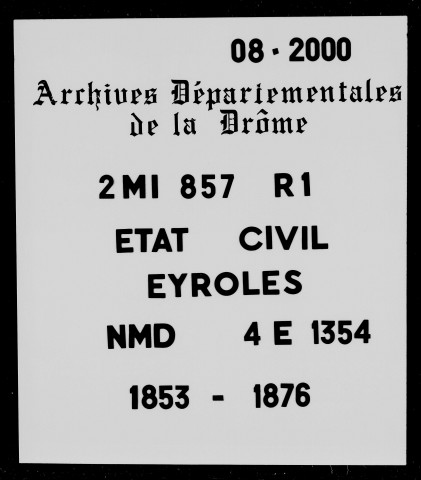 08 · 2000
Archives Départementales
de la Drôme
2 MI 857 R1
ETAT CIVIL
EYROLES
NMD 4 E 1354
1853 - 1876